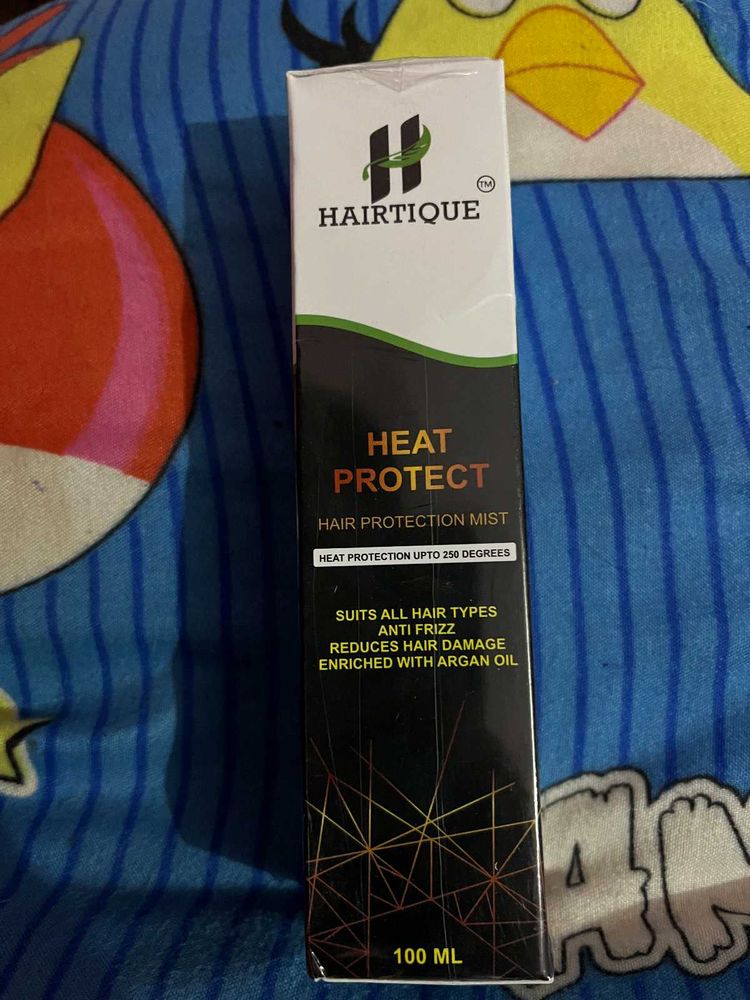 H
HAIRTIQUE
TM
HEAT
PROTECT
HAIR PROTECTION MIST
HEAT PROTECTION UPTO 250 DEGREES
SUITS ALL HAIR TYPES
ANTI FRIZZ
REDUCES HAIR DAMAGE
ENRICHED WITH ARGAN OIL
100 ML
AN